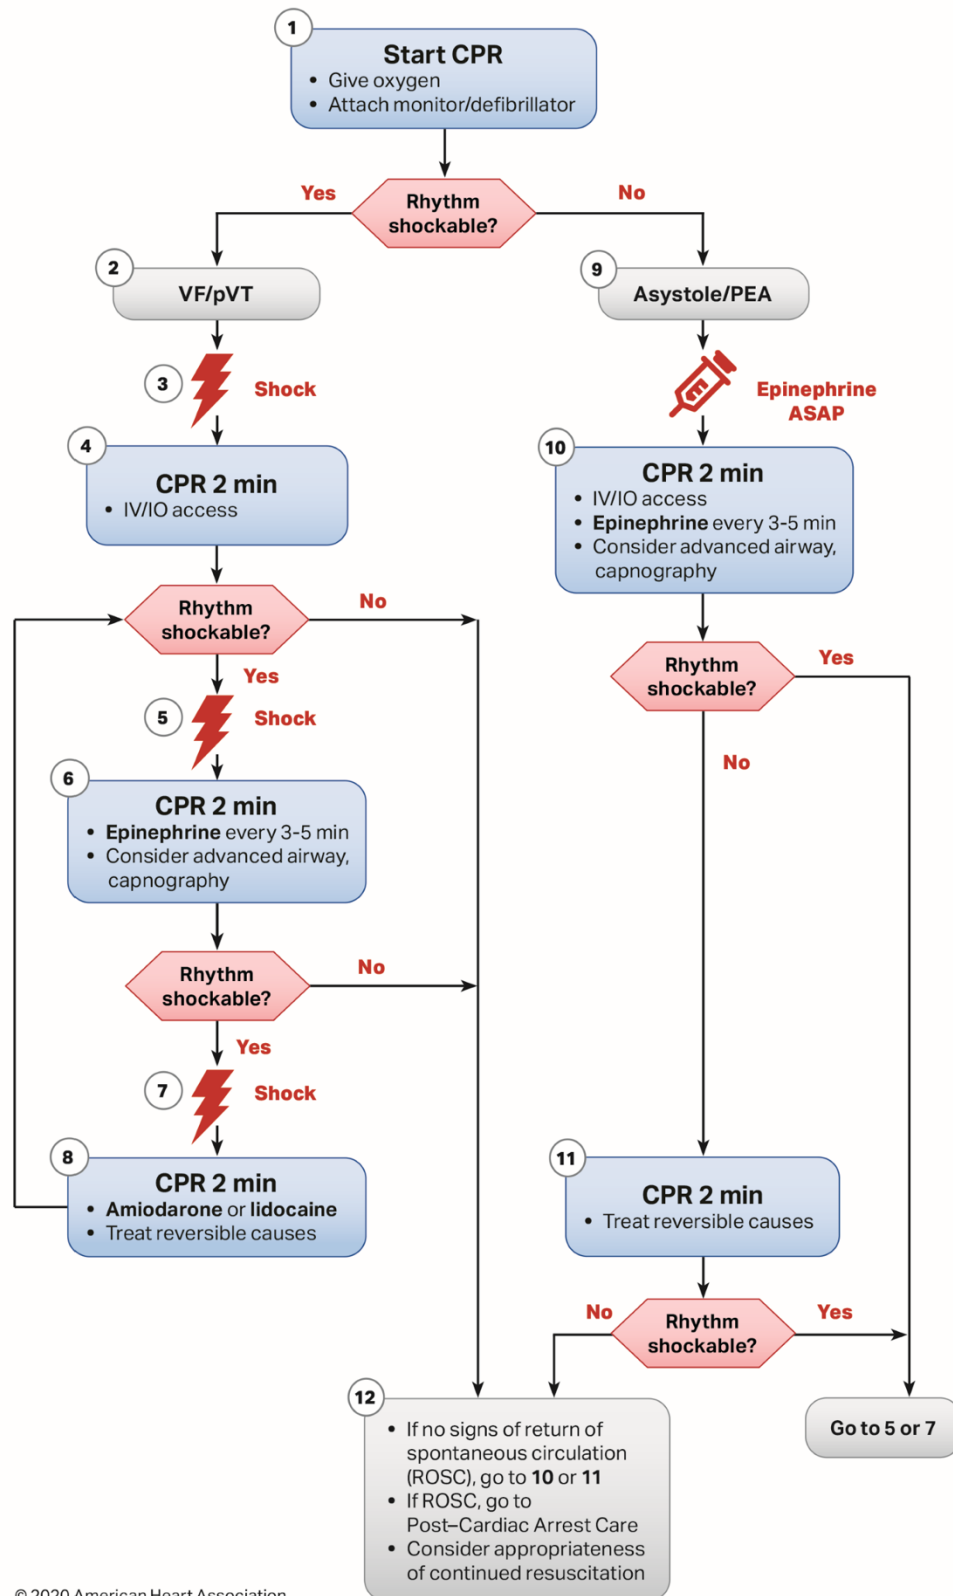 1
Start CPR
• Give oxygen
• Attach monitor/defibrillator
Rhythm
shockable?
Yes
No
2
VF/pVT
3
Shock
4
CPR 2 min
• IV/IO access
Rhythm
shockable?
No
Yes
5
Shock
6
CPR 2 min
• Epinephrine every 3-5 min
• Consider advanced airway,
capnography
Rhythm
shockable?
No
Yes
7
Shock
8
CPR 2 min
• Amiodarone or lidocaine
• Treat reversible causes
9
Asystole/PEA
Epinephrine
ASAP
10
CPR 2 min
• IV/IO access
• Epinephrine every 3-5 min
• Consider advanced airway,
capnography
Rhythm
shockable?
Yes
No
11
CPR 2 min
• Treat reversible causes
Rhythm
shockable?
No
Yes
12
• If no signs of return of
spontaneous circulation
(ROSC), go to 10 or 11
• If ROSC, go to
Post–Cardiac Arrest Care
• Consider appropriateness
of continued resuscitation
Go to 5 or 7
© 2020 American Heart Association